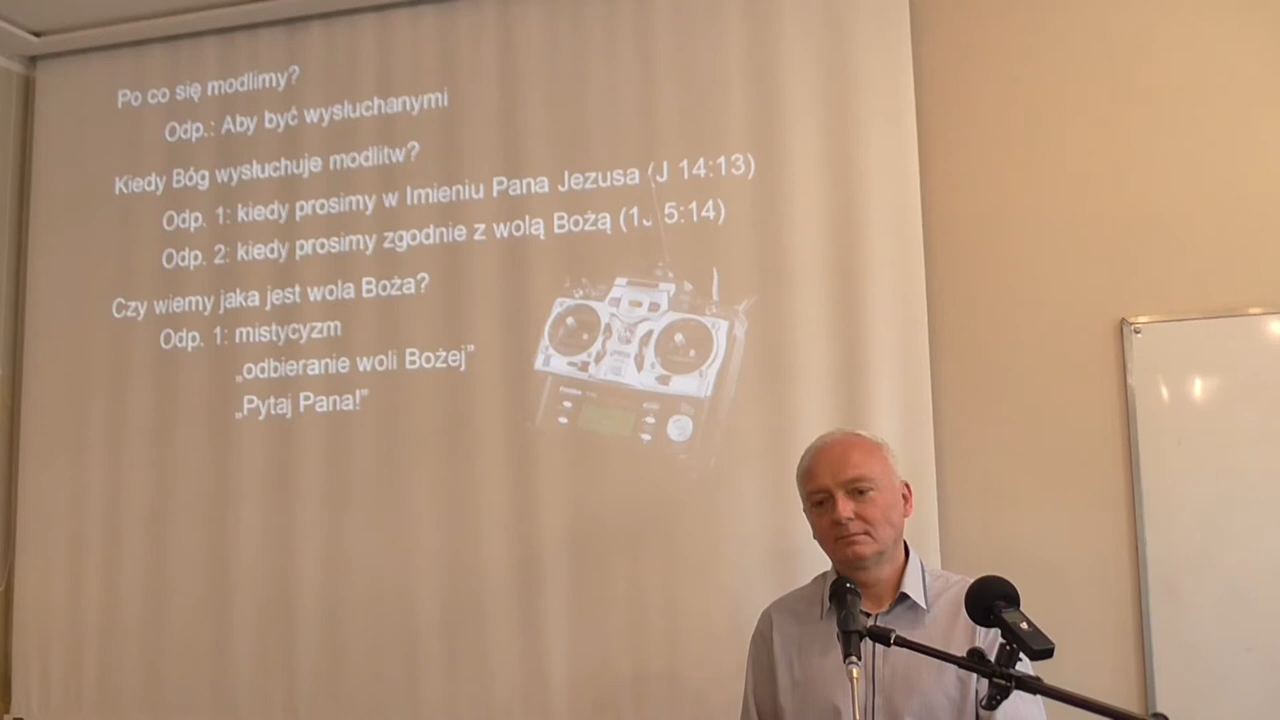 Po co się modlimy?
Odp.: Aby być wysłuchanymi
Kiedy Bóg wysłuchuje modlitw?
Odp. 1: kiedy prosimy w Imieniu Pana Jezusa (J 14:13)
Odp. 2: kiedy prosimy zgodnie z wolą Bożą (1J 5:14)
Czy wiemy jaka jest wola Boża?
Odp. 1: mistycyzm
„odbieranie woli Bożej”
„Pytaj Pana!”